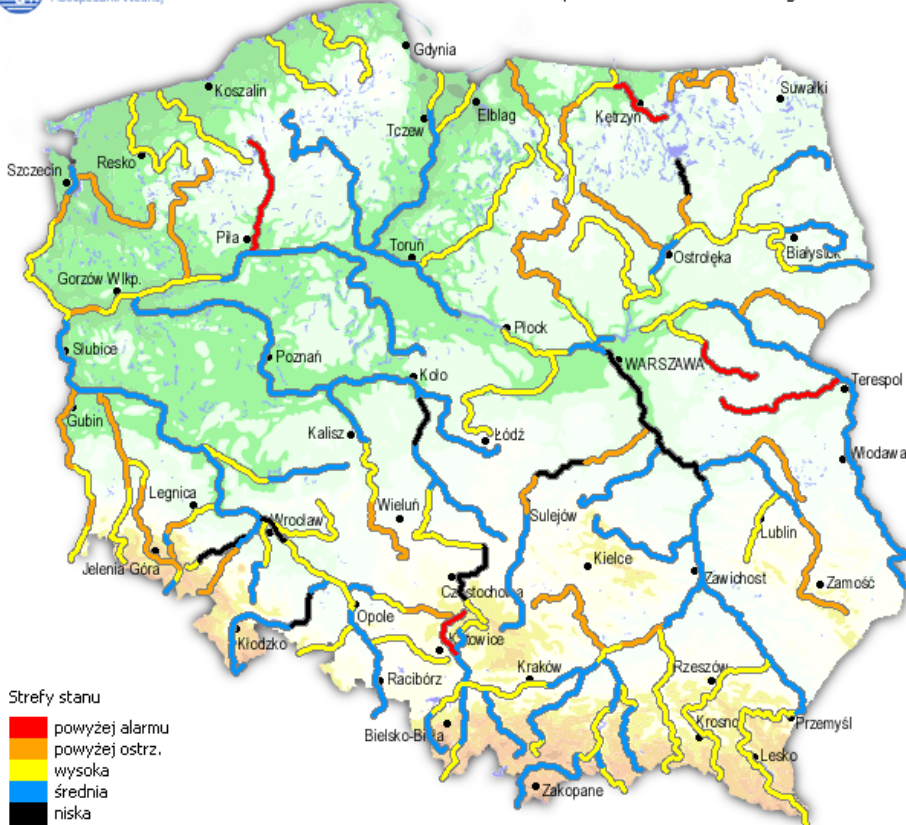 Gdynia
Koszalin
Suwałki
Elbląg
Kętrzyn
Tczew
Resko
Szczecin
Piła
Toruń
Białystok
Ostrołęka
Gorzów Wlkp.
Płock
Słubice
Poznań
WARSZAWA
Koło
Terespol
Gubin
Kalisz
Łódź
Włodawa
Legnica
Wieluń
Sulejów
Wrocław
Lublin
Jelenia Góra
Kielce
Zawichost
Zamość
Częstochowa
Opole
Kłodzko
Katowice
Racibórz
Kraków
Rzeszów
Strefy stanu
powyżej alarmu
powyżej ostrz.
wysoka
średnia
niska
Bielsko-Biała
Krosno
Przemyśl
Lesko
Zakopane